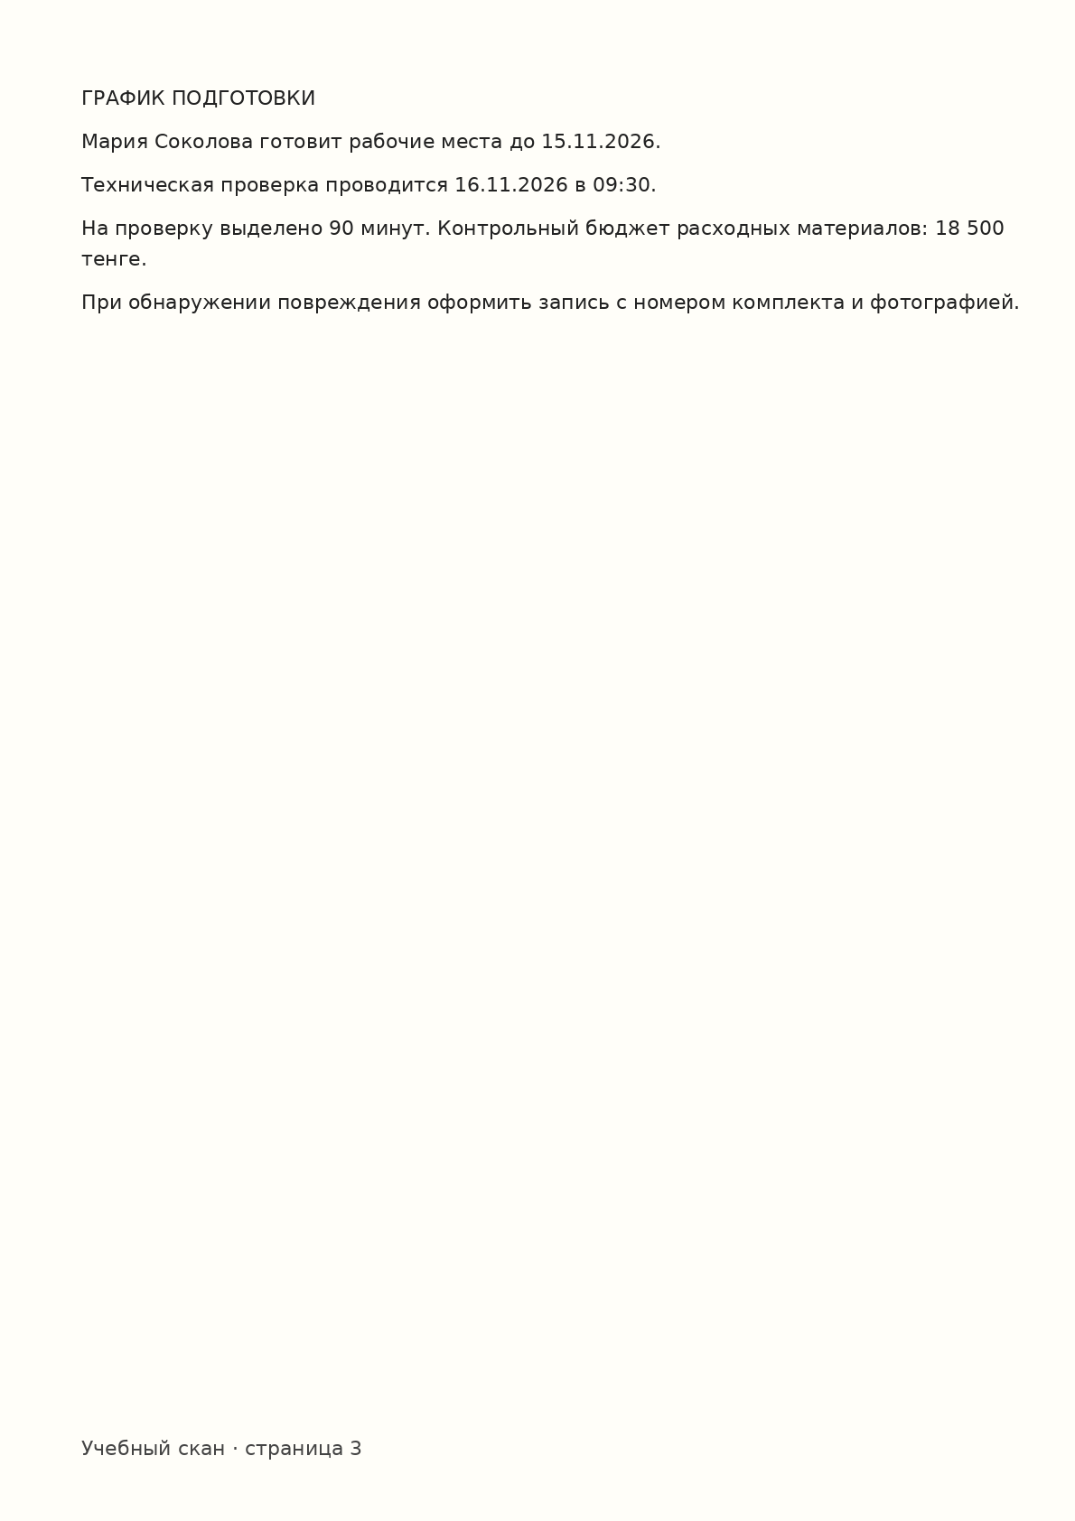 ГРАФИК ПОДГОТОВКИ
Мария Соколова готовит рабочие места до 15.11.2026.
Техническая проверка проводится 16.11.2026 в 09:30.
На проверку выделено 90 минут. Контрольный бюджет расходных материалов: 18 500
тенге.
При обнаружении повреждения оформить запись с номером комплекта и фотографией.
Учебный скан · страница 3